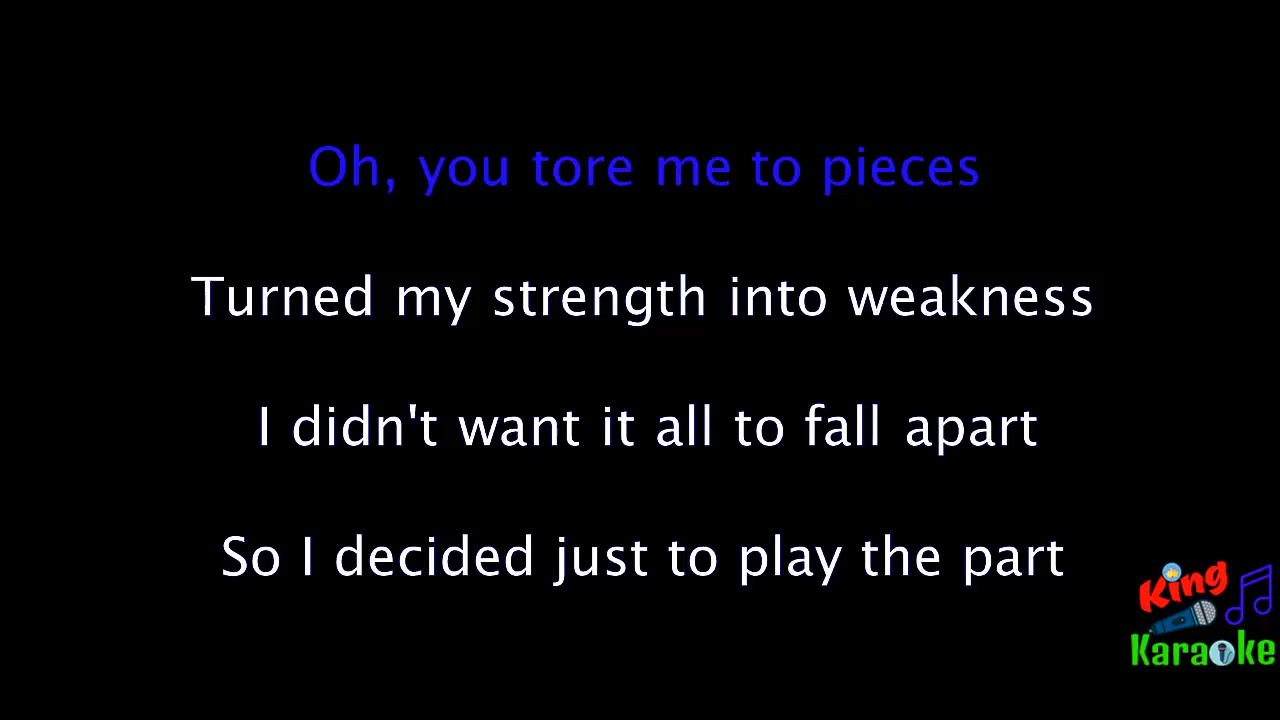 Oh, you tore me to pieces
Turned my strength into weakness
I didn't want it all to fall apart
So I decided just to play the part
King
Karaoke